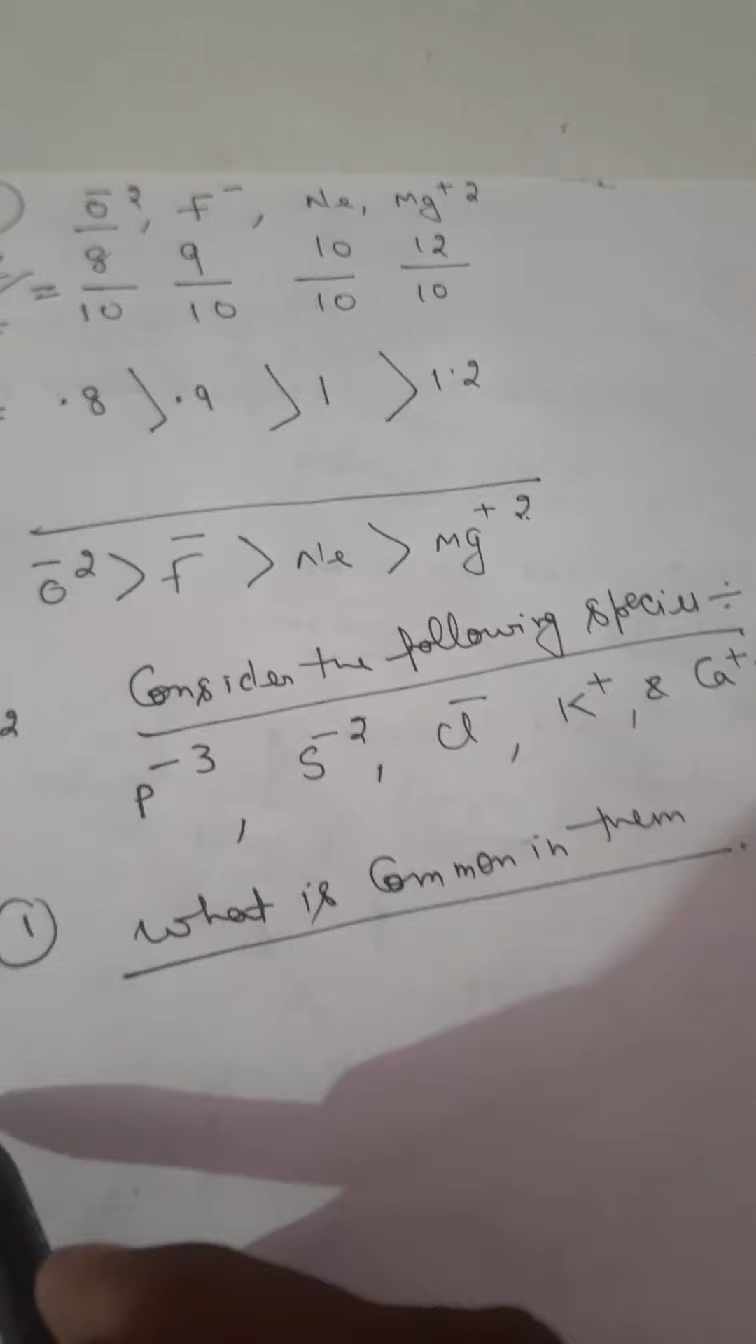 O⁻², F⁻, Ne, Mg⁺²
= 8/10 9/10 10/10 12/10
= .8 > .9 > 1 > 1.2
O⁻² > F⁻ > Ne > Mg⁺²
2 Consider the following species ÷
P⁻³, S⁻², Cl⁻, K⁺, & Ca⁺
① What is Common in them.